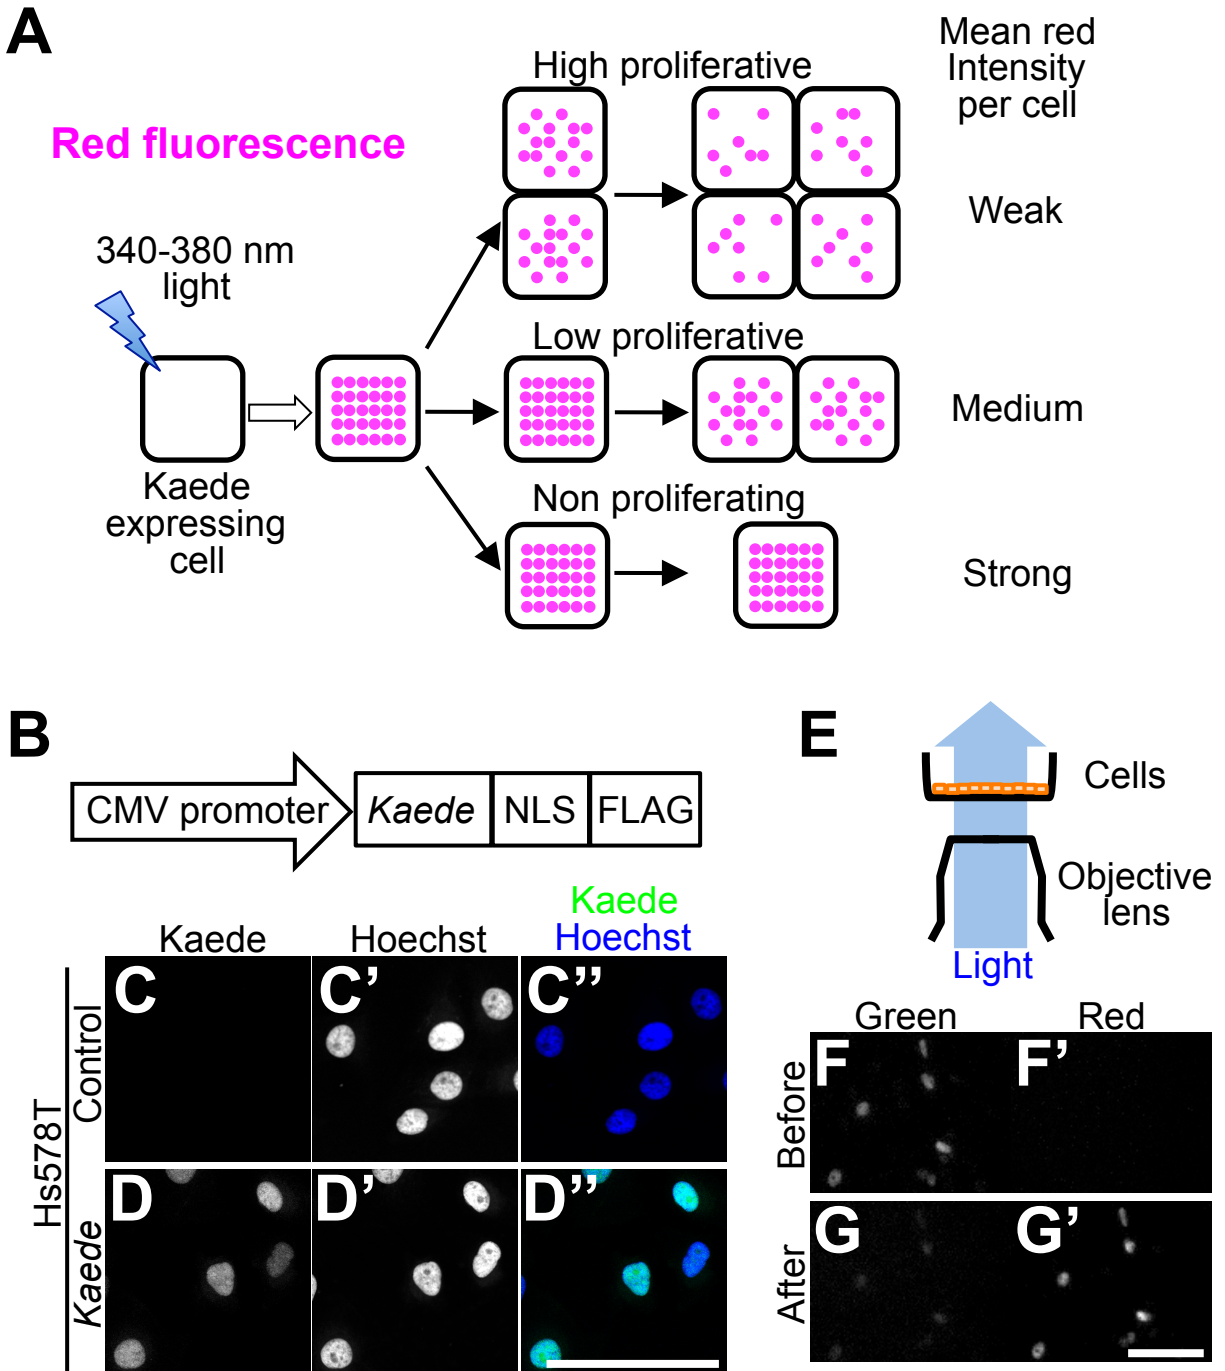 A
Mean red
Intensity
per cell
High proliferative
Red fluorescence
Weak
340-380 nm
light
Low proliferative
Medium
Kaede
expressing
cell
Non proliferating
Strong
B
CMV promoter
Kaede
NLS
FLAG
Kaede
Hoechst
Kaede
Hoechst
Hs578T
Control
C
C’
C’’
Kaede
D
D’
D’’
E
Cells
Objective
lens
Light
Green
Red
Before
F
F’
After
G
G’